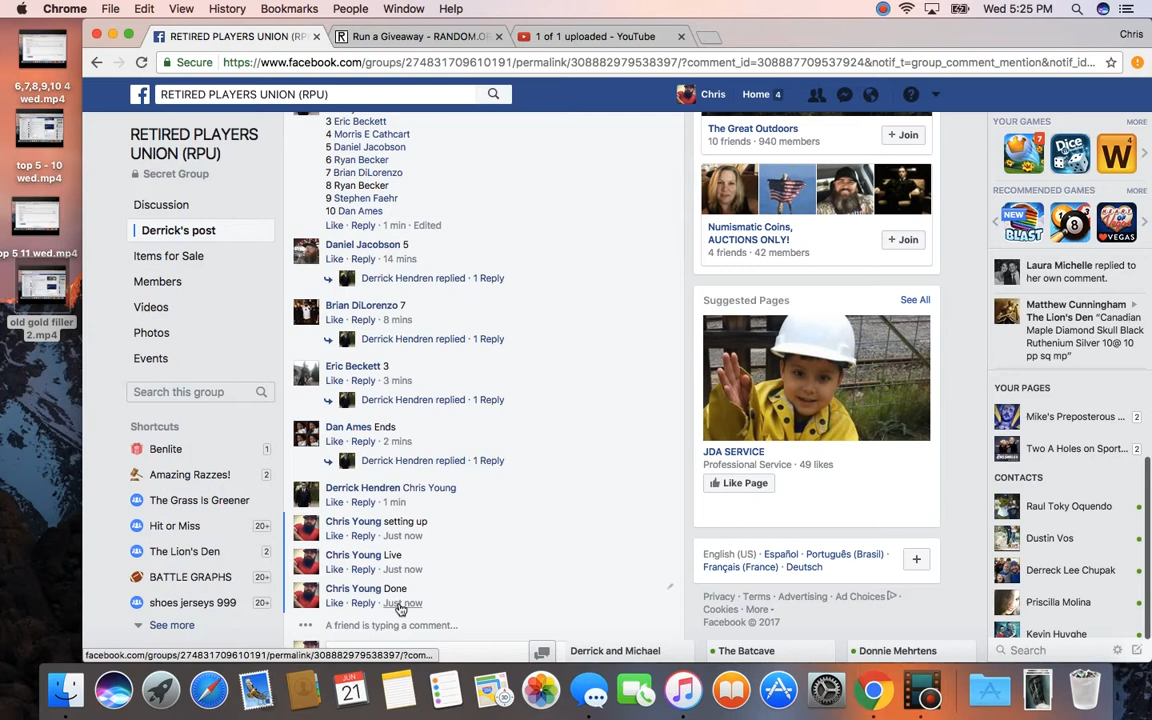 Chrome File Edit View History Bookmarks People Window Help Wed 5:25 PM
RETIRED PLAYERS UNION (RP
Run a Giveaway - RANDOM.O
1 of 1 uploaded - YouTube
Chris
Secure https://www.facebook.com/groups/274831709610191/permalink/308882979538397/?comment_id=308887709537924&notif_t=group_comment_mention&notif_id...
RETIRED PLAYERS UNION (RPU)
Chris Home 4
6,7,8,9,10 4
wed.mp4
top 5 - 10
wed.mp4
op 5 11 wed.mp4
old gold filler
2.mp4
RETIRED PLAYERS
UNION (RPU)
Secret Group
Discussion
Derrick's post
Items for Sale
Members
Videos
Photos
Events
Search this group
Shortcuts
Benlite 1
Amazing Razzes! 2
The Grass Is Greener
Hit or Miss 20+
The Lion's Den 2
BATTLE GRAPHS 20+
shoes jerseys 999 20+
See more
3 Eric Beckett
4 Morris E Cathcart
5 Daniel Jacobson
6 Ryan Becker
7 Brian DiLorenzo
8 Ryan Becker
9 Stephen Faehr
10 Dan Ames
Like · Reply · 1 min · Edited
Daniel Jacobson 5
Like · Reply · 14 mins
Derrick Hendren replied · 1 Reply
Brian DiLorenzo 7
Like · Reply · 8 mins
Derrick Hendren replied · 1 Reply
Eric Beckett 3
Like · Reply · 3 mins
Derrick Hendren replied · 1 Reply
Dan Ames Ends
Like · Reply · 2 mins
Derrick Hendren replied · 1 Reply
Derrick Hendren Chris Young
Like · Reply · 1 min
Chris Young setting up
Like · Reply · Just now
Chris Young Live
Like · Reply · Just now
Chris Young Done
Like · Reply · Just now
A friend is typing a comment...
facebook.com/groups/274831709610191/permalink/308882979538397/?com...
The Great Outdoors
10 friends · 940 members
+ Join
Numismatic Coins,
AUCTIONS ONLY!
4 friends · 42 members
+ Join
Suggested Pages See All
JDA SERVICE
Professional Service · 49 likes
Like Page
English (US) · Español · Português (Brasil) ·
Français (France) · Deutsch
Privacy · Terms · Advertising · Ad Choices ·
Cookies · More
Facebook © 2017
Derrick and Michael
The Batcave
Donnie Mehrtens
YOUR GAMES MORE
7
RECOMMENDED GAMES MORE
NEW
BLAST
VEGAS
Laura Michelle replied to
her own comment.
Matthew Cunningham
The Lion's Den "Canadian
Maple Diamond Skull Black
Ruthenium Silver 10@ 10
pp sq mp"
YOUR PAGES
Mike's Preposterous ... 2
Two A Holes on Sport... 2
CONTACTS
Raul Toky Oquendo
Dustin Vos
Derreck Lee Chupak
Priscilla Molina
Kevin Huyghe
Search
JUN
21